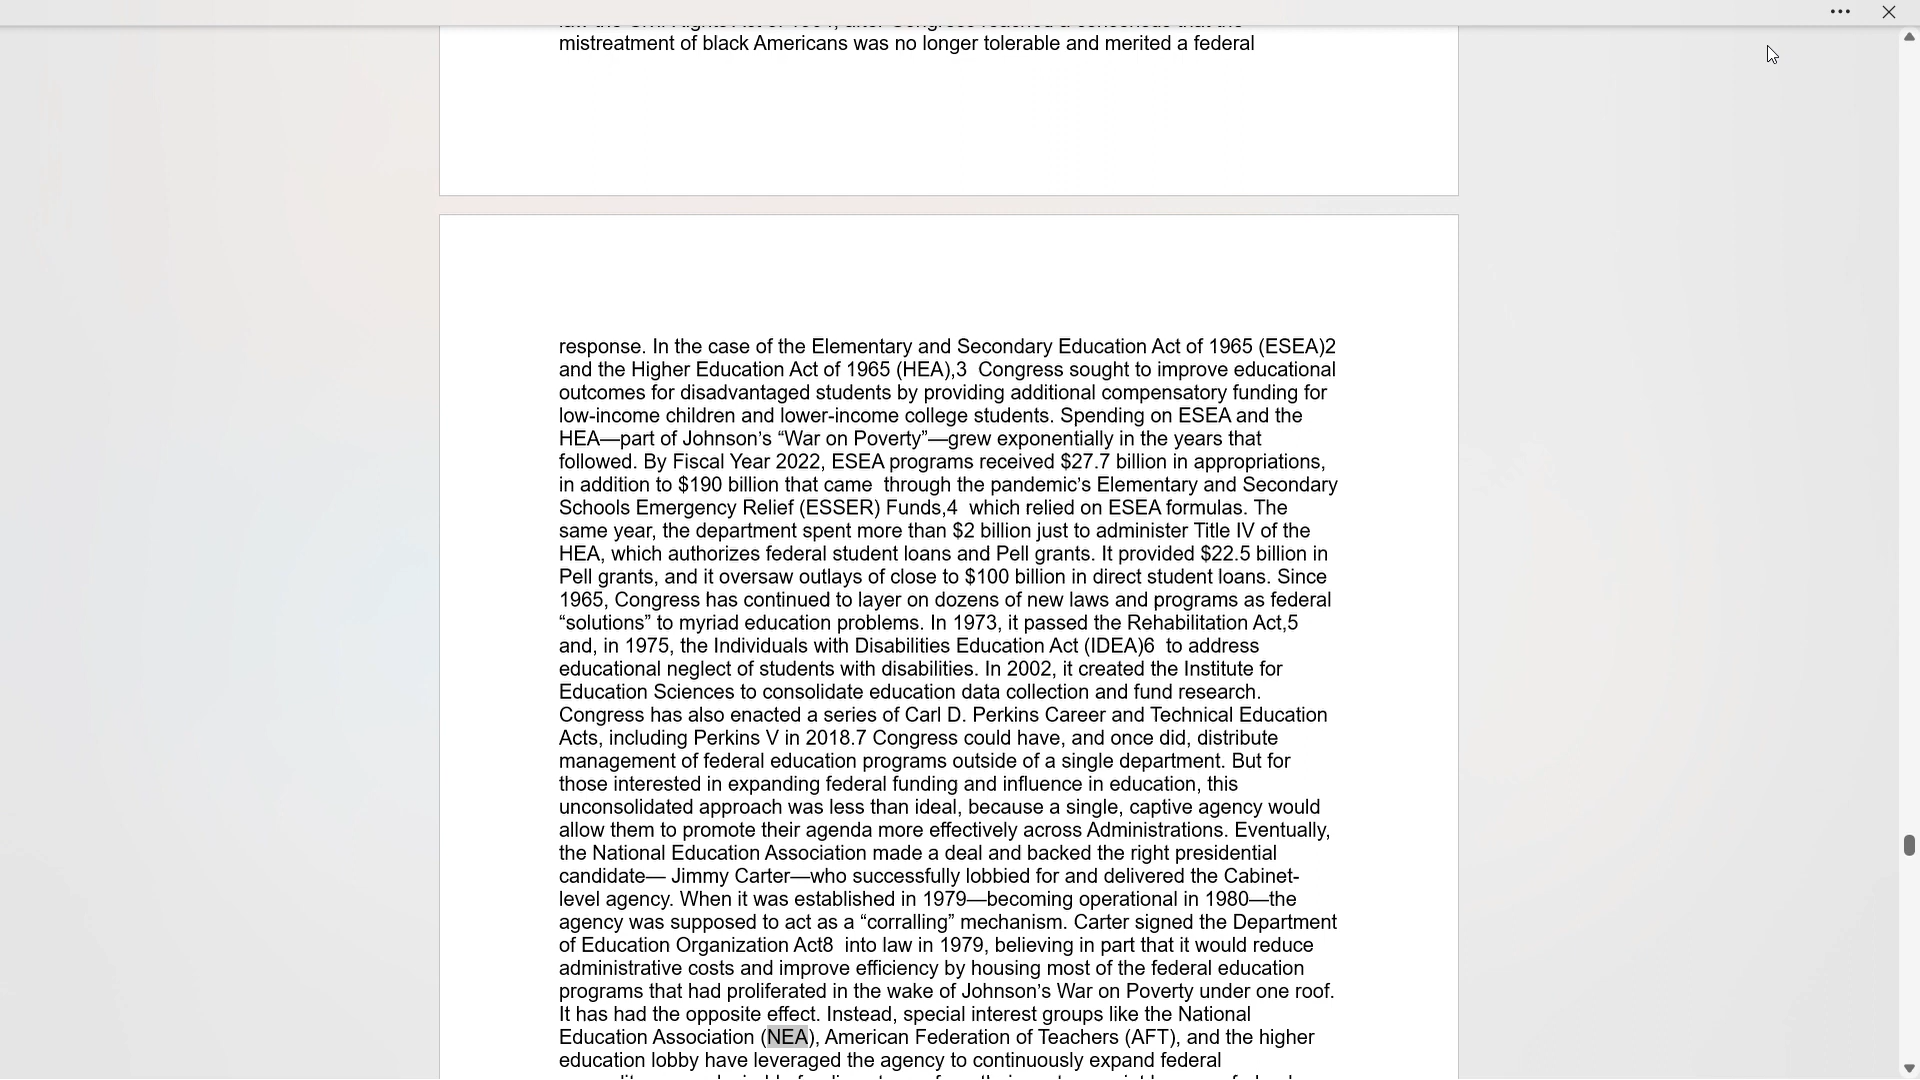 law the Civil Rights Act of 1964, after Congress reached a consensus that the
mistreatment of black Americans was no longer tolerable and merited a federal
response. In the case of the Elementary and Secondary Education Act of 1965 (ESEA)2
and the Higher Education Act of 1965 (HEA),3  Congress sought to improve educational
outcomes for disadvantaged students by providing additional compensatory funding for
low-income children and lower-income college students. Spending on ESEA and the
HEA—part of Johnson’s “War on Poverty”—grew exponentially in the years that
followed. By Fiscal Year 2022, ESEA programs received $27.7 billion in appropriations,
in addition to $190 billion that came  through the pandemic’s Elementary and Secondary
Schools Emergency Relief (ESSER) Funds,4  which relied on ESEA formulas. The
same year, the department spent more than $2 billion just to administer Title IV of the
HEA, which authorizes federal student loans and Pell grants. It provided $22.5 billion in
Pell grants, and it oversaw outlays of close to $100 billion in direct student loans. Since
1965, Congress has continued to layer on dozens of new laws and programs as federal
“solutions” to myriad education problems. In 1973, it passed the Rehabilitation Act,5
and, in 1975, the Individuals with Disabilities Education Act (IDEA)6  to address
educational neglect of students with disabilities. In 2002, it created the Institute for
Education Sciences to consolidate education data collection and fund research.
Congress has also enacted a series of Carl D. Perkins Career and Technical Education
Acts, including Perkins V in 2018.7 Congress could have, and once did, distribute
management of federal education programs outside of a single department. But for
those interested in expanding federal funding and influence in education, this
unconsolidated approach was less than ideal, because a single, captive agency would
allow them to promote their agenda more effectively across Administrations. Eventually,
the National Education Association made a deal and backed the right presidential
candidate— Jimmy Carter—who successfully lobbied for and delivered the Cabinet-
level agency. When it was established in 1979—becoming operational in 1980—the
agency was supposed to act as a “corralling” mechanism. Carter signed the Department
of Education Organization Act8  into law in 1979, believing in part that it would reduce
administrative costs and improve efficiency by housing most of the federal education
programs that had proliferated in the wake of Johnson’s War on Poverty under one roof.
It has had the opposite effect. Instead, special interest groups like the National
Education Association (NEA), American Federation of Teachers (AFT), and the higher
education lobby have leveraged the agency to continuously expand federal